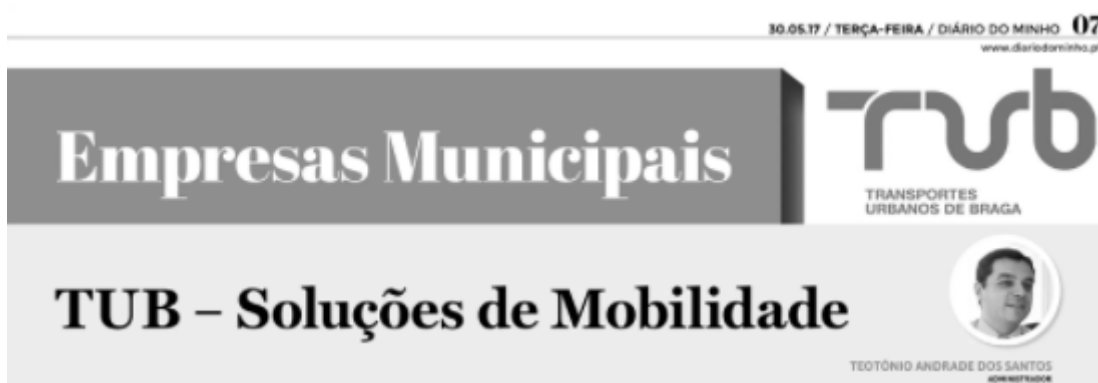 30.05.17 / TERÇA-FEIRA / DIÁRIO DO MINHO 07
www.diariodominho.pt
Empresas Municipais
TUB
TRANSPORTES
URBANOS DE BRAGA
TUB – Soluções de Mobilidade
TEOTÓNIO ANDRADE DOS SANTOS
ADMINISTRADOR